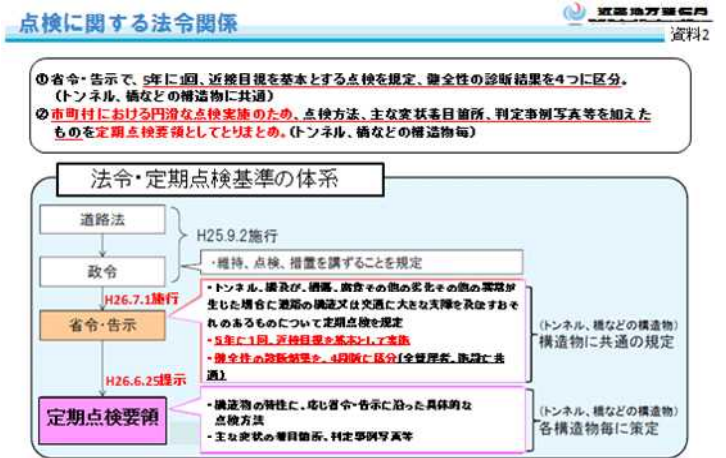 点検に関する法令関係
近畿地方整備局
資料2
①省令・告示で、5年に1回、近接目視を基本とする点検を規定、健全性の診断結果を4つに区分。
（トンネル、橋などの構造物に共通）
②市町村における円滑な点検実施のため、点検方法、主な変状着目箇所、判定事例写真等を加えた
ものを定期点検要領としてとりまとめ。（トンネル、橋などの構造物毎）
法令・定期点検基準の体系
道路法
H25.9.2施行
政令
・維持、点検、措置を講ずることを規定
H26.7.1施行
省令・告示
・トンネル、橋及び、損傷、腐食その他の劣化その他の異常が
生じた場合に道路の構造又は交通に大きな支障を及ぼすおそ
れのあるものについて定期点検を規定
・5年に1回、近接目視を基本として実施
・健全性の診断結果を、4段階に区分（全管理者、施設に共
通）
（トンネル、橋などの構造物）
構造物に共通の規定
H26.6.25提示
定期点検要領
・構造物の特性に、応じ省令・告示に沿った具体的な
点検方法
・主な変状の着目箇所、判定事例写真等
（トンネル、橋などの構造物）
各構造物毎に策定